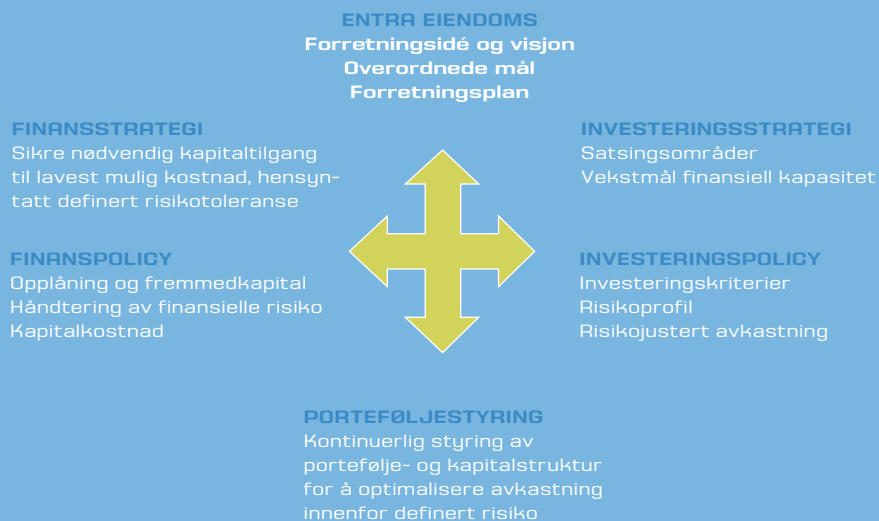 ENTRA EIENDOMS
Forretningsidé og visjon
Overordnede mål
Forretningsplan
FINANSSTRATEGI
Sikre nødvendig kapitaltilgang
til lavest mulig kostnad, hensyn-
tatt definert risikotoleranse
INVESTERINGSSTRATEGI
Satsingsområder
Vekstmål finansiell kapasitet
FINANSPOLICY
Opplåning og fremmedkapital
Håndtering av finansielle risiko
Kapitalkostnad
INVESTERINGSPOLICY
Investeringskriterier
Risikoprofil
Risikojustert avkastning
PORTEFØLJESTYRING
Kontinuerlig styring av
portefølje- og kapitalstruktur
for å optimalisere avkastning
innenfor definert risiko